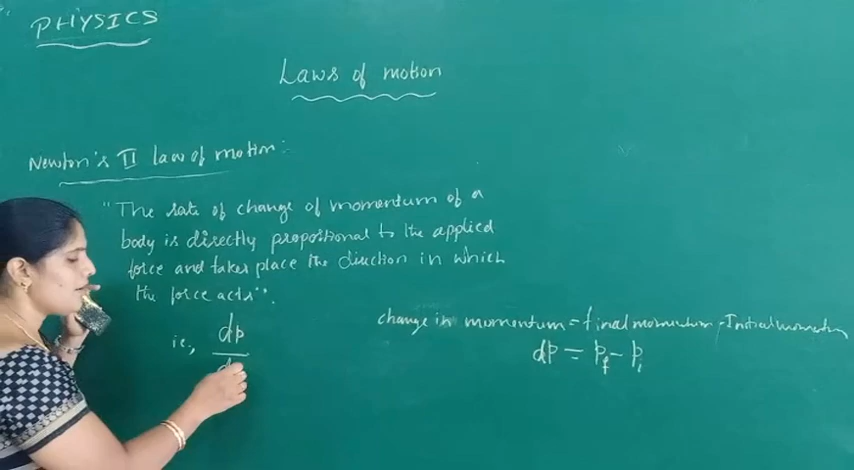 PHYSICS
Laws of motion
Newton's II law of motion:
"The rate of change of momentum of a
body is directly proportional to the applied
force and takes place the direction in which
the force acts".
change in momentum = final momentum - Initial momentum
ie, dp
dp = pf - pi
d